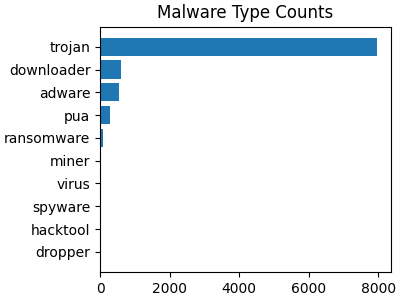 Malware Type Counts
trojan
downloader
adware
pua
ransomware
miner
virus
spyware
hacktool
dropper
0 2000 4000 6000 8000